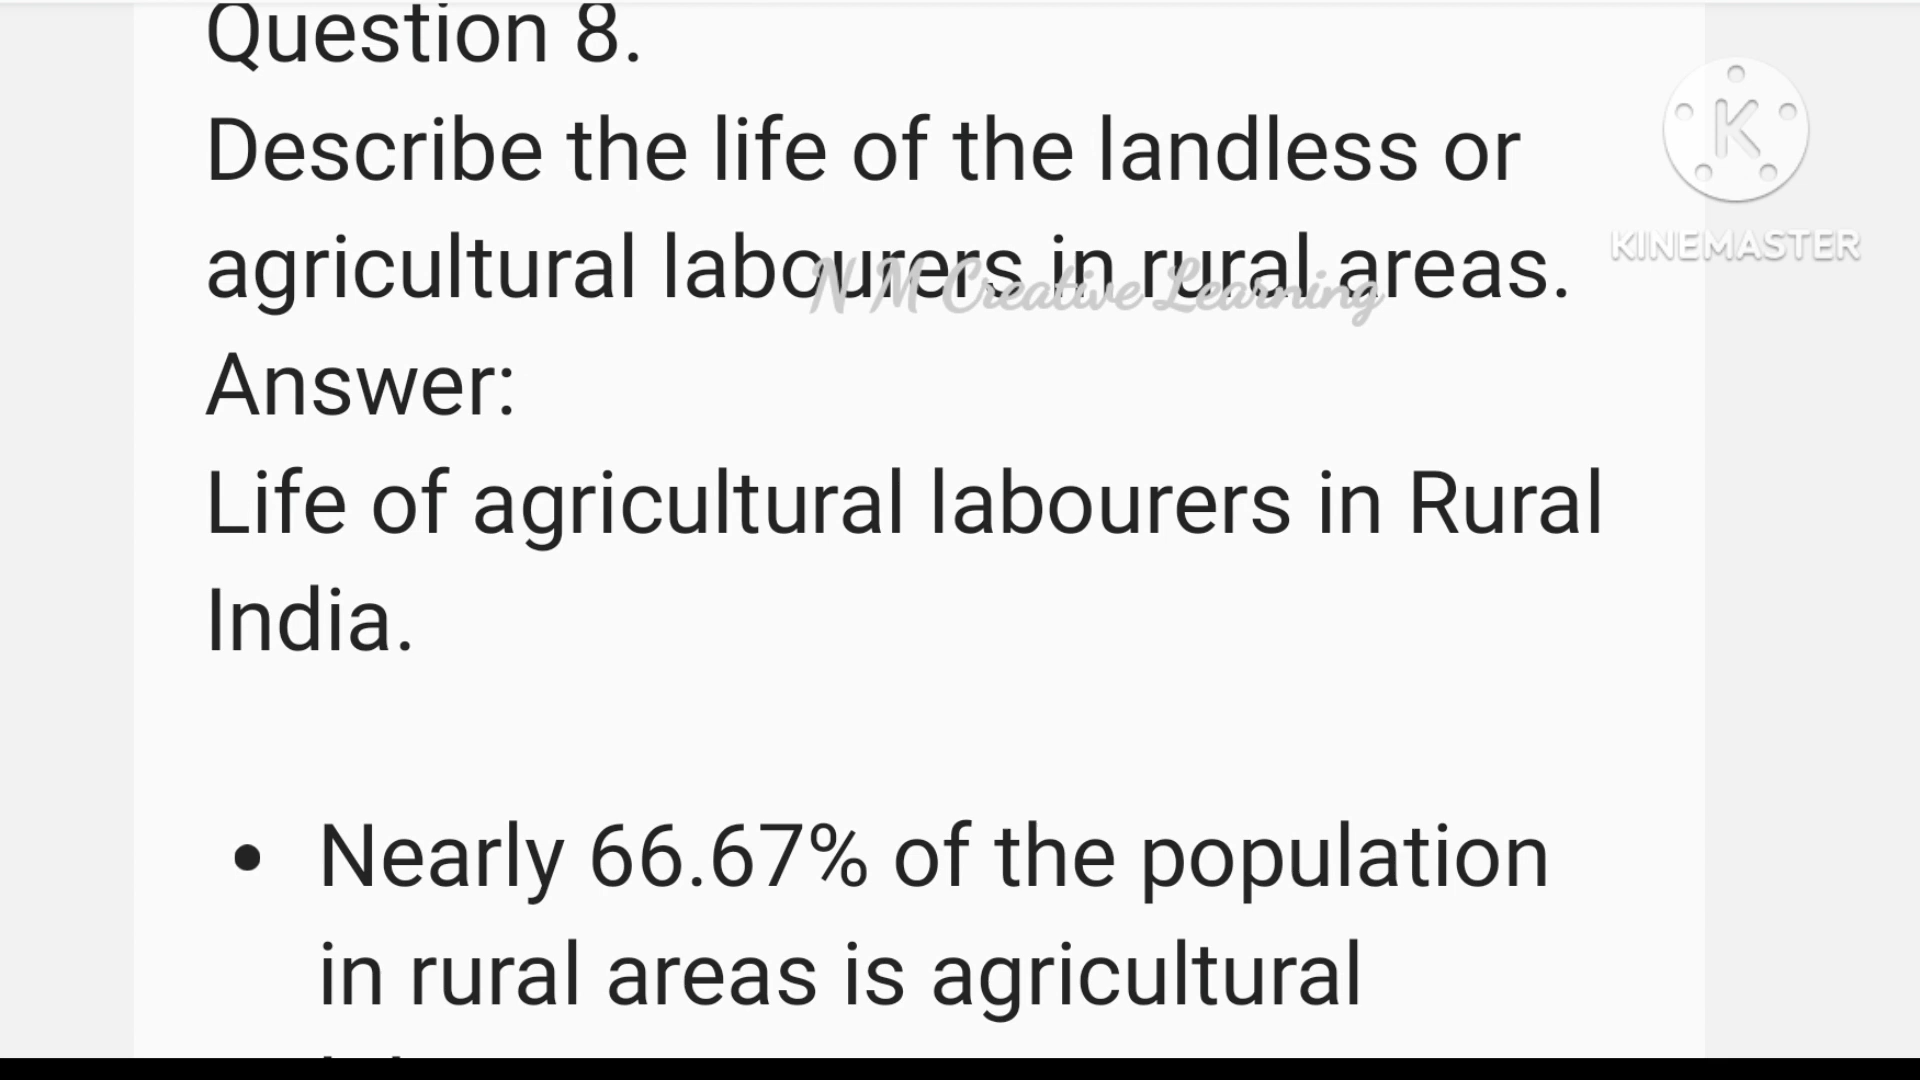 Question 8.
Describe the life of the landless or
agricultural labourers in rural areas.
Answer:
Life of agricultural labourers in Rural
India.
• Nearly 66.67% of the population
in rural areas is agricultural
K
KINEMASTER
N M Creative Learning